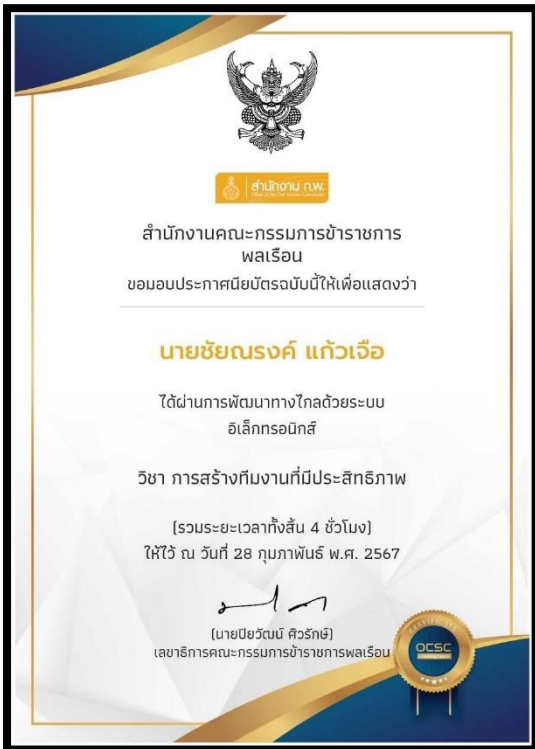 สำนักงาน ก.พ.
สำนักงานคณะกรรมการข้าราชการ
พลเรือน
ขอมอบประกาศนียบัตรฉบับนี้ให้เพื่อแสดงว่า
นายชัยณรงค์ แก้วเจือ
ได้ผ่านการพัฒนาทางไกลด้วยระบบ
อิเล็กทรอนิกส์
วิชา การสร้างทีมงานที่มีประสิทธิภาพ
(รวมระยะเวลาทั้งสิ้น 4 ชั่วโมง)
ให้ไว้ ณ วันที่ 28 กุมภาพันธ์ พ.ศ. 2567
(นายปิยวัฒน์ ศิวรักษ์)
เลขาธิการคณะกรรมการข้าราชการพลเรือน
CERTIFICATE
OCSC